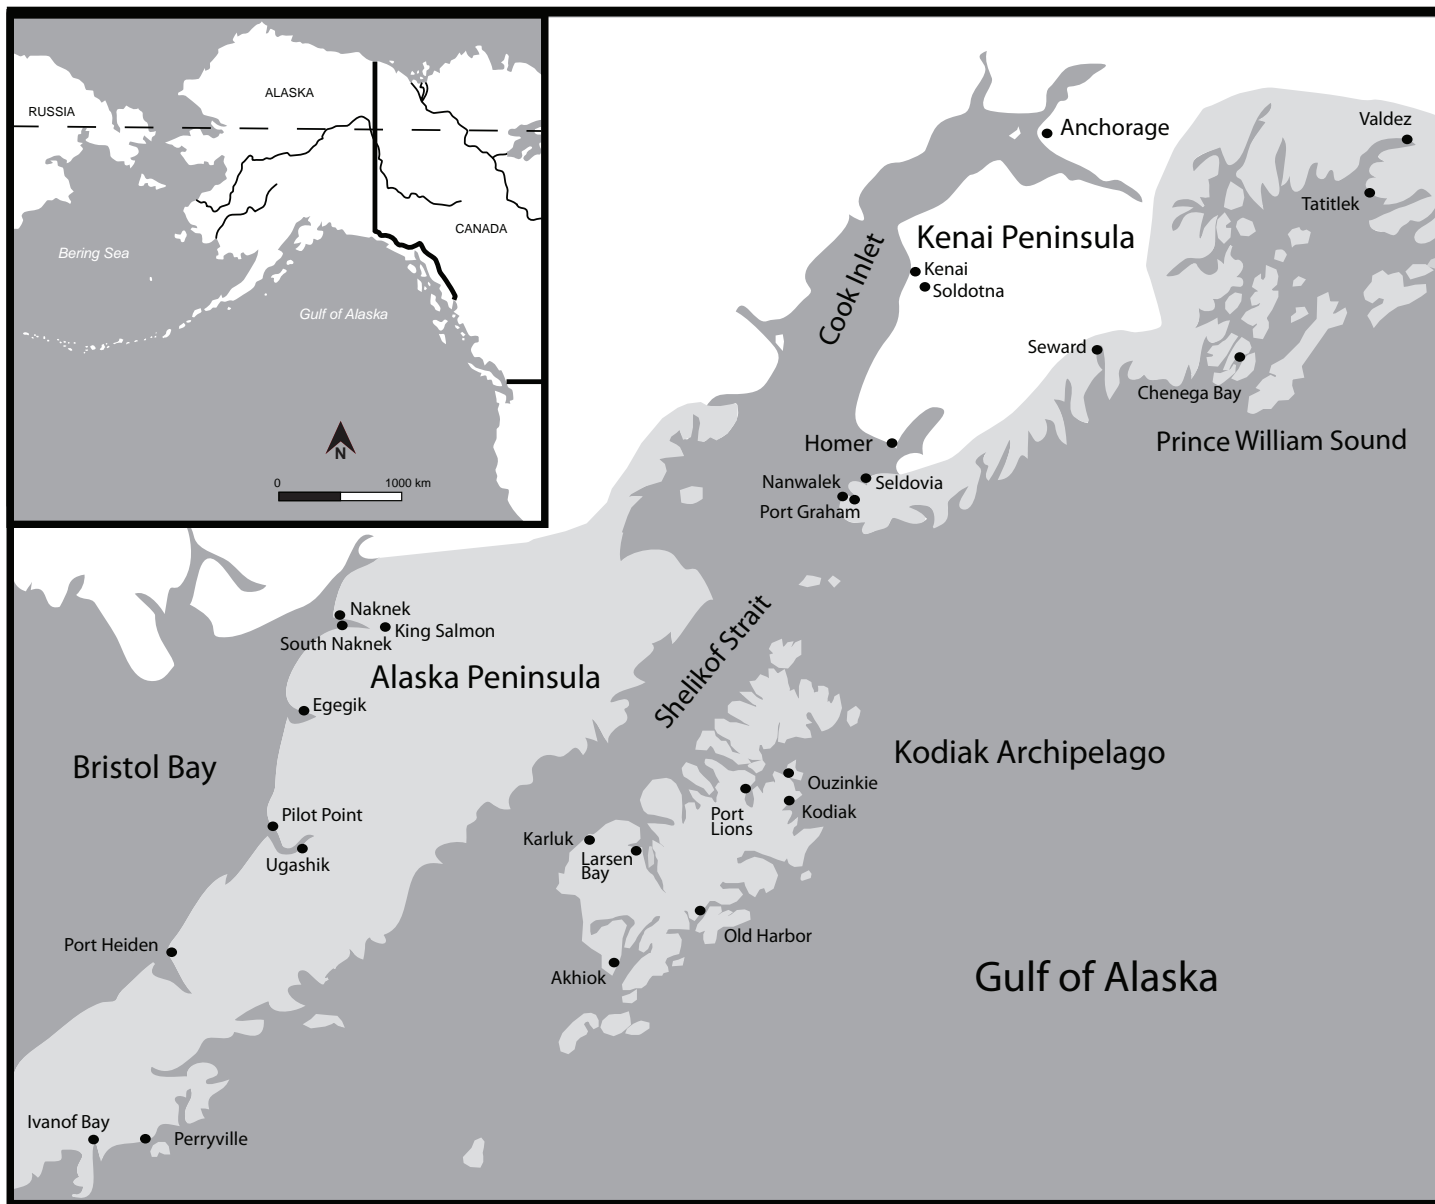 RUSSIA
ALASKA
CANADA
Bering Sea
Gulf of Alaska
N
0 1000 km
Anchorage
Valdez
Tatitlek
Kenai Peninsula
Cook Inlet
Kenai
Soldotna
Seward
Chenega Bay
Prince William Sound
Homer
Seldovia
Nanwalek
Port Graham
Naknek
South Naknek
King Salmon
Alaska Peninsula
Shelikof Strait
Egegik
Bristol Bay
Kodiak Archipelago
Ouzinkie
Kodiak
Port
Lions
Pilot Point
Ugashik
Karluk
Larsen
Bay
Old Harbor
Port Heiden
Akhiok
Gulf of Alaska
Ivanof Bay
Perryville